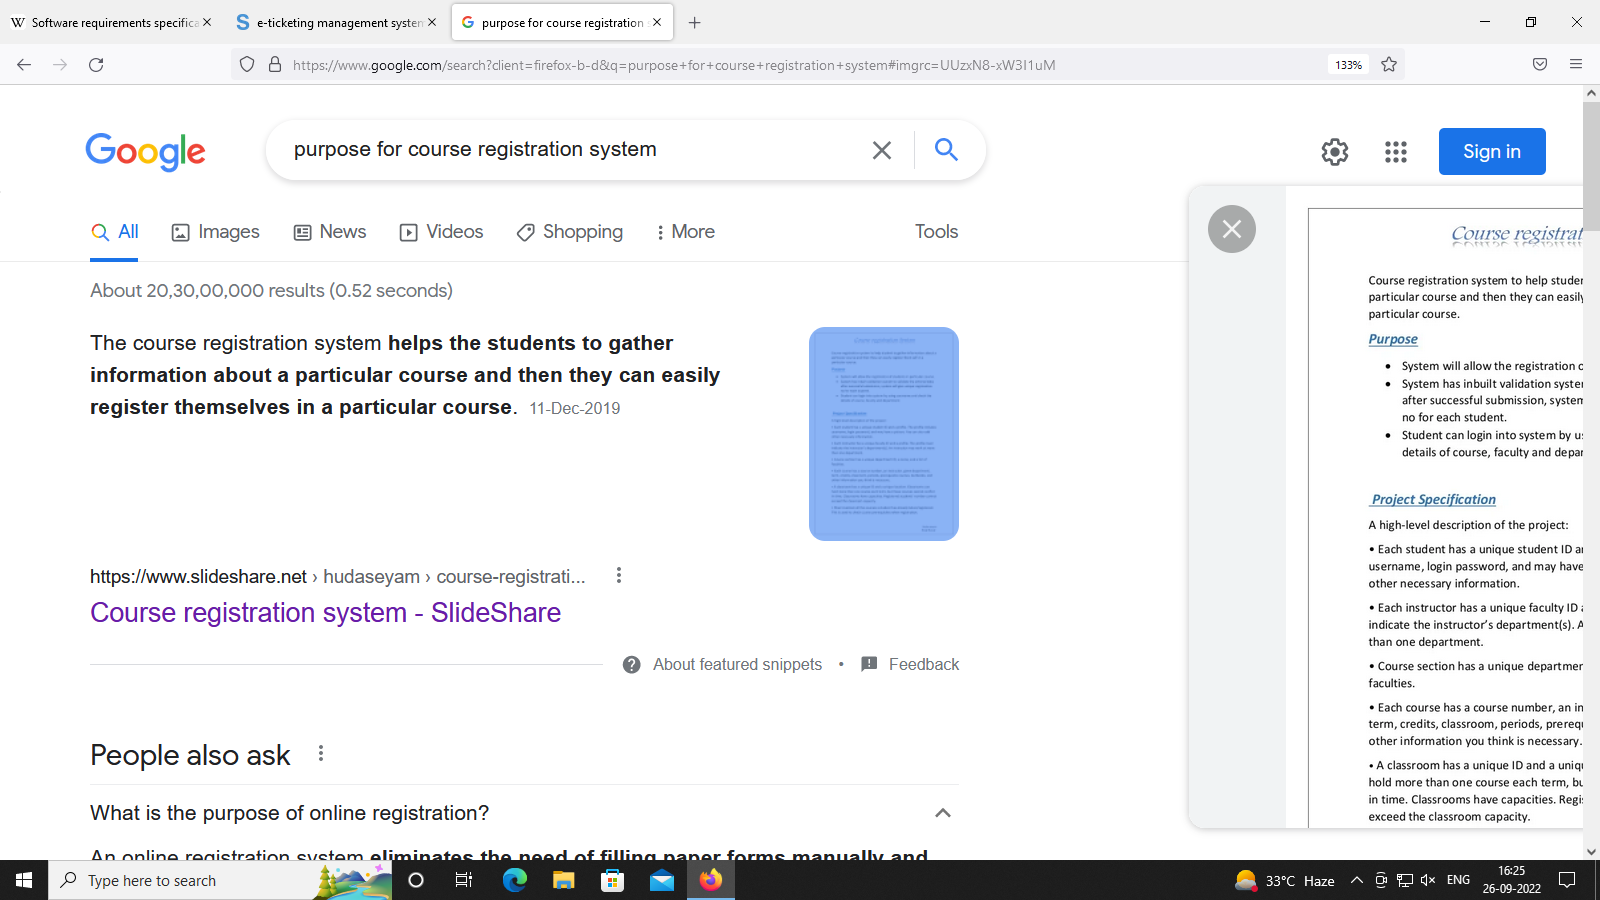 Software requirements specifica
e-ticketing management system
purpose for course registration
https://www.google.com/search?client=firefox-b-d&q=purpose+for+course+registration+system#imgrc=UUzxN8-xW3I1uM
133%
Google
purpose for course registration system
Sign in
All
Images
News
Videos
Shopping
More
Tools
About 20,30,00,000 results (0.52 seconds)
The course registration system helps the students to gather
information about a particular course and then they can easily
register themselves in a particular course. 11-Dec-2019
https://www.slideshare.net › hudaseyam › course-registrati...
Course registration system - SlideShare
About featured snippets • Feedback
People also ask
What is the purpose of online registration?
An online registration system eliminates the need of filling paper forms manually and
Course registrat
Course registration system to help studen
particular course and then they can easily
particular course.
Purpose
• System will allow the registration o
• System has inbuilt validation syste
after successful submission, system
no for each student.
• Student can login into system by us
details of course, faculty and depar
Project Specification
A high-level description of the project:
• Each student has a unique student ID a
username, login password, and may have
other necessary information.
• Each instructor has a unique faculty ID
indicate the instructor's department(s). A
than one department.
• Course section has a unique departmen
faculties.
• Each course has a course number, an in
term, credits, classroom, periods, prerequ
other information you think is necessary.
• A classroom has a unique ID and a uniqu
hold more than one course each term, bu
in time. Classrooms have capacities. Regi
exceed the classroom capacity.
Type here to search
33°C Haze
ENG
16:25
26-09-2022